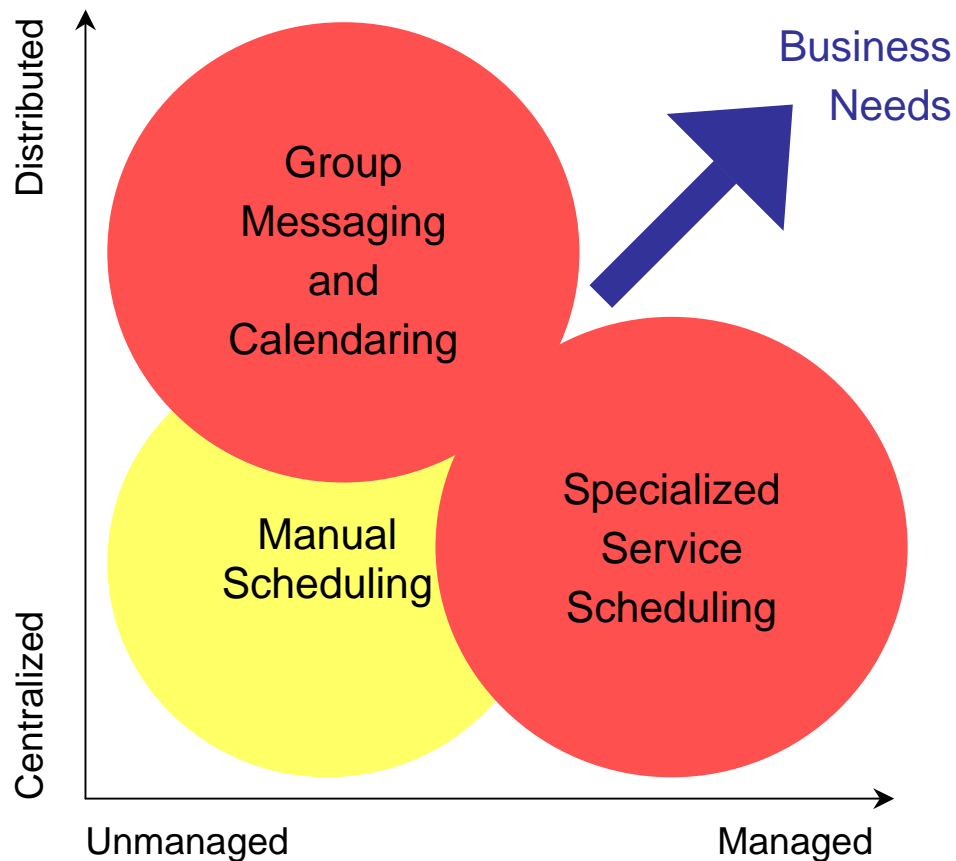 Distributed
Business
Needs
Group
Messaging
and
Calendaring
Specialized
Service
Scheduling
Manual
Scheduling
Centralized
Unmanaged
Managed